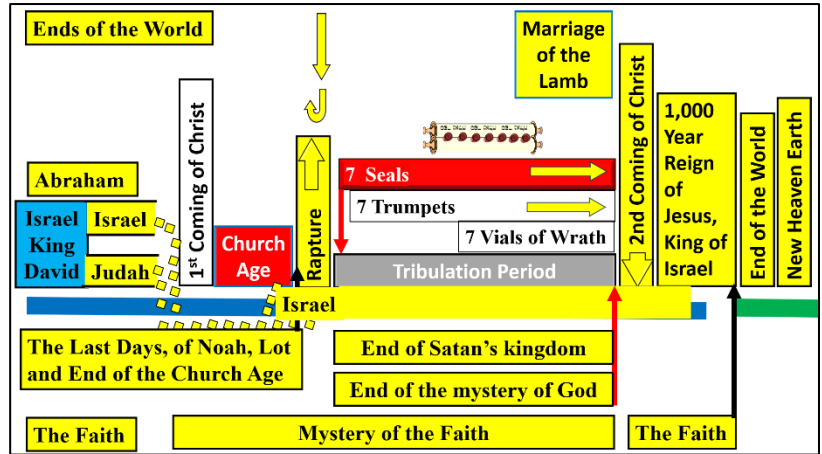 Ends of the World
Marriage
of the
Lamb
Abraham
Israel
King
David
Israel
Judah
1st Coming of Christ
Church
Age
Rapture
7 Seals
7 Trumpets
7 Vials of Wrath
Tribulation Period
2nd Coming of Christ
1,000
Year
Reign
of
Jesus,
King of
Israel
End of the World
New Heaven Earth
Israel
The Last Days, of Noah, Lot
and End of the Church Age
End of Satan's kingdom
End of the mystery of God
The Faith
Mystery of the Faith
The Faith